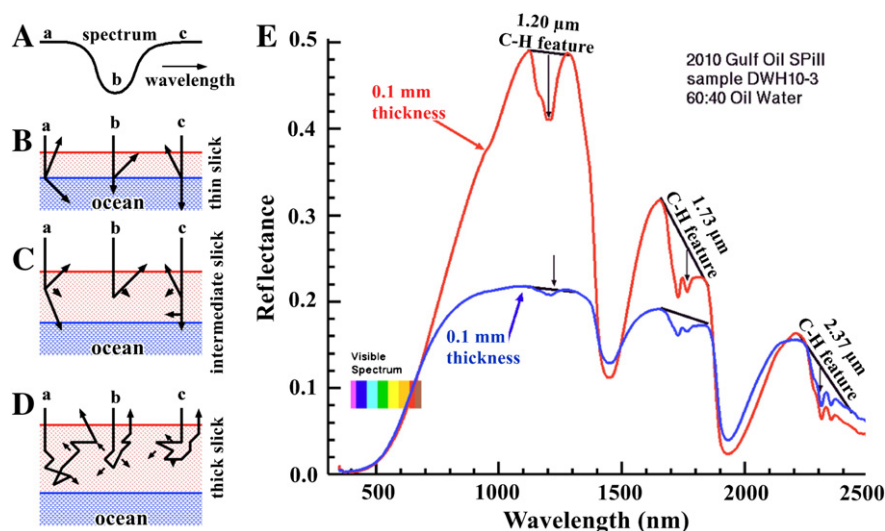 A
a
spectrum
c
b
wavelength
B
a
b
c
ocean
thin slick
C
a
b
c
ocean
intermediate slick
D
a
b
c
ocean
thick slick
E
1.20 µm
C-H feature
2010 Gulf Oil SPill
sample DWH10-3
60:40 Oil Water
0.1 mm
thickness
1.73 µm
C-H feature
0.1 mm
thickness
2.37 µm
C-H feature
Visible
Spectrum
Reflectance
0.5
0.4
0.3
0.2
0.1
0.0
500
1000
1500
2000
2500
Wavelength (nm)